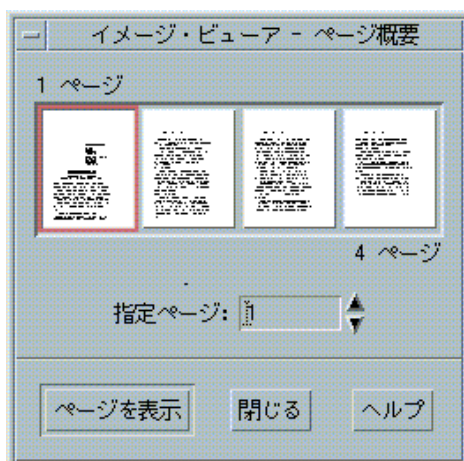 イメージ・ビューア - ページ概要
1 ページ
4 ページ
指定ページ: 1
ページを表示 閉じる ヘルプ